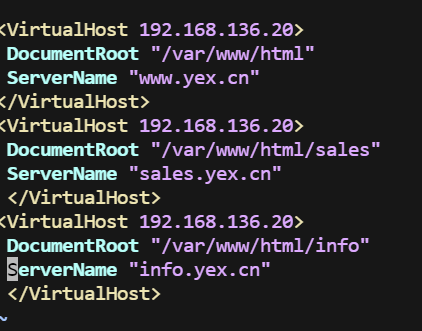 <VirtualHost 192.168.136.20>
 DocumentRoot "/var/www/html"
 ServerName "www.yex.cn"
</VirtualHost>
<VirtualHost 192.168.136.20>
 DocumentRoot "/var/www/html/sales"
 ServerName "sales.yex.cn"
 </VirtualHost>
<VirtualHost 192.168.136.20>
 DocumentRoot "/var/www/html/info"
 ServerName "info.yex.cn"
 </VirtualHost>
~